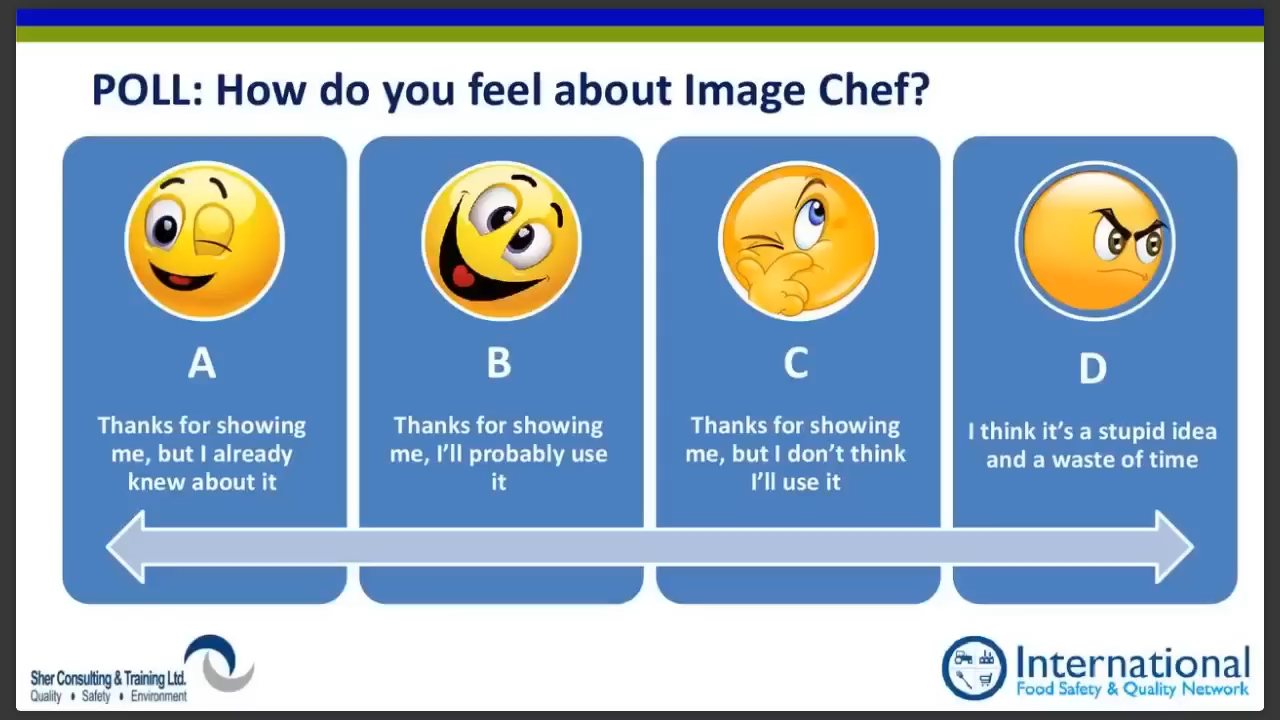 POLL: How do you feel about Image Chef?
A
Thanks for showing
me, but I already
knew about it
B
Thanks for showing
me, I’ll probably use
it
C
Thanks for showing
me, but I don’t think
I’ll use it
D
I think it’s a stupid idea
and a waste of time
Sher Consulting & Training Ltd.
Quality • Safety • Environment
International
Food Safety & Quality Network